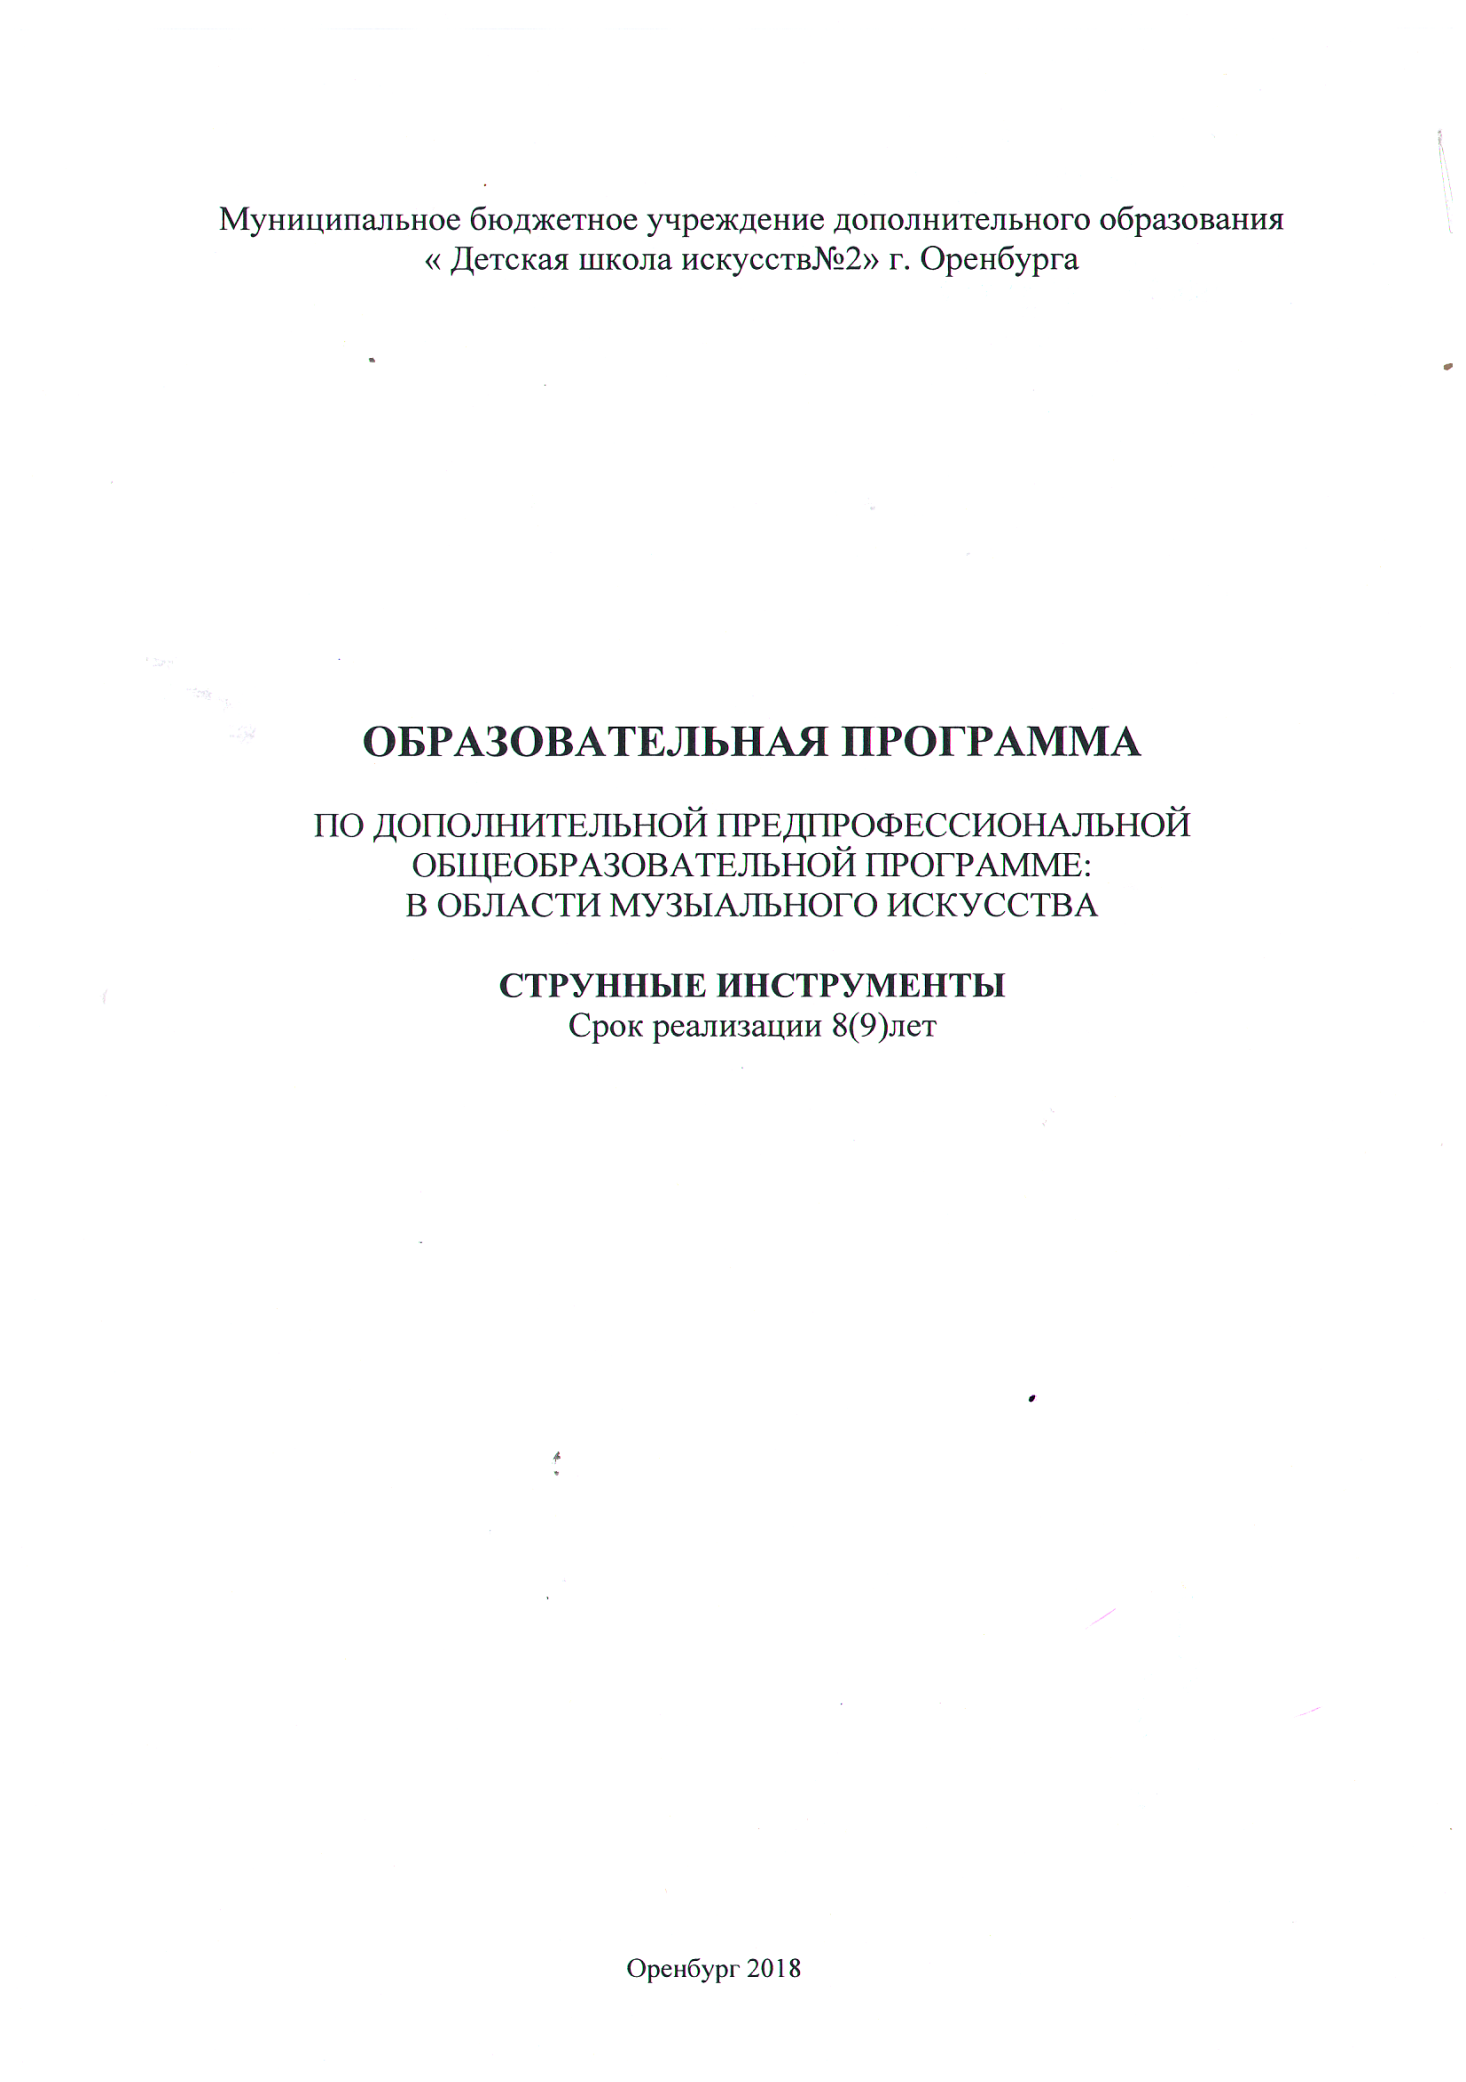 Муниципальное бюджетное учреждение дополнительного образования
« Детская школа искусств№2» г. Оренбурга
ОБРАЗОВАТЕЛЬНАЯ ПРОГРАММА
ПО ДОПОЛНИТЕЛЬНОЙ ПРЕДПРОФЕССИОНАЛЬНОЙ
ОБЩЕОБРАЗОВАТЕЛЬНОЙ ПРОГРАММЕ:
В ОБЛАСТИ МУЗЫАЛЬНОГО ИСКУССТВА
СТРУННЫЕ ИНСТРУМЕНТЫ
Срок реализации 8(9)лет
Оренбург 2018